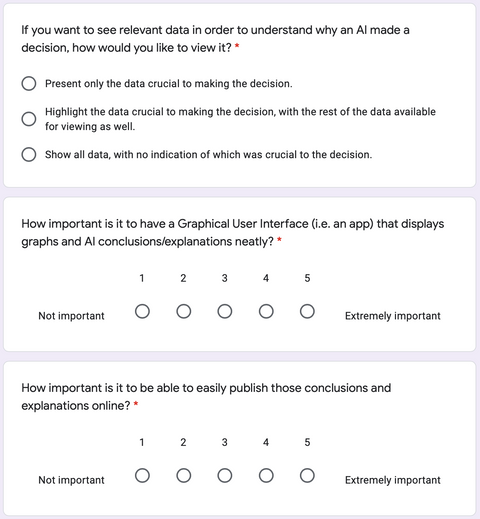 If you want to see relevant data in order to understand why an AI made a
decision, how would you like to view it? *
Present only the data crucial to making the decision.
Highlight the data crucial to making the decision, with the rest of the data available
for viewing as well.
Show all data, with no indication of which was crucial to the decision.
How important is it to have a Graphical User Interface (i.e. an app) that displays
graphs and AI conclusions/explanations neatly? *
1 2 3 4 5
Not important Extremely important
How important is it to be able to easily publish those conclusions and
explanations online? *
1 2 3 4 5
Not important Extremely important